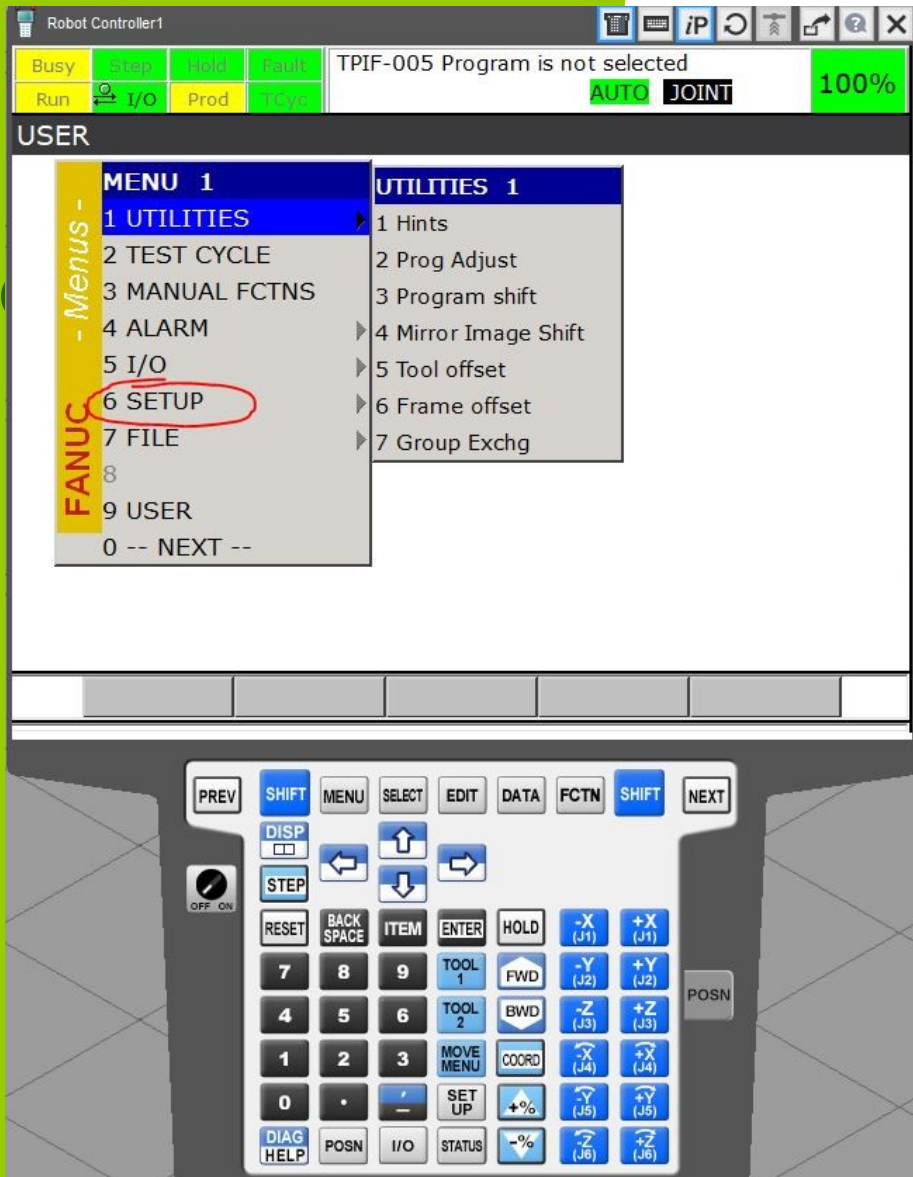 Robot Controller1
iP
Busy Step Hold Fault
Run I/O Prod TCyc
TPIF-005 Program is not selected
AUTO JOINT
100%
USER
FANUC - Menus -
MENU 1
1 UTILITIES
2 TEST CYCLE
3 MANUAL FCTNS
4 ALARM
5 I/O
6 SETUP
7 FILE
8
9 USER
0 -- NEXT --
UTILITIES 1
1 Hints
2 Prog Adjust
3 Program shift
4 Mirror Image Shift
5 Tool offset
6 Frame offset
7 Group Exchg
PREV SHIFT MENU SELECT EDIT DATA FCTN SHIFT NEXT
DISP
STEP
OFF ON
RESET BACK SPACE ITEM ENTER HOLD -X (J1) +X (J1)
7 8 9 TOOL 1 FWD -Y (J2) +Y (J2)
POSN
4 5 6 TOOL 2 BWD -Z (J3) +Z (J3)
1 2 3 MOVE MENU COORD -X (J4) +X (J4)
0 . , - SET UP +% -Y (J5) +Y (J5)
DIAG HELP POSN I/O STATUS -% -Z (J6) +Z (J6)